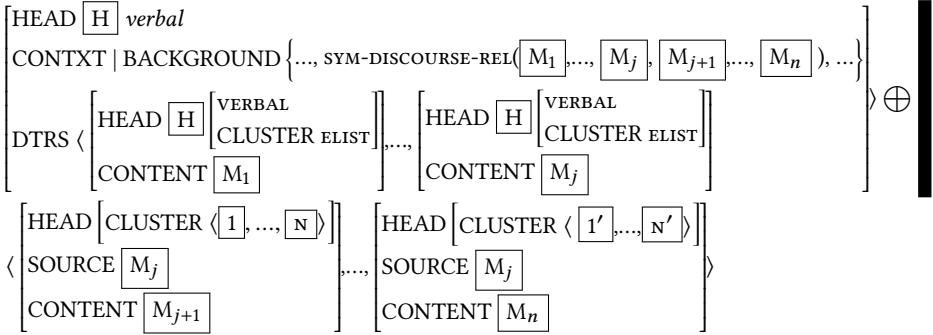 HEAD H verbal
CONTXT | BACKGROUND {..., SYM-DISCOURSE-REL( M₁ ,..., Mⱼ , Mⱼ₊₁ ,..., Mₙ ), ...}
DTRS ⟨ [HEAD H [VERBAL CLUSTER ELIST] CONTENT M₁ ] ,..., [HEAD H [VERBAL CLUSTER ELIST] CONTENT Mⱼ ] ⟩ ⊕
⟨ [HEAD [CLUSTER ⟨ 1 , ..., N ⟩] SOURCE Mⱼ CONTENT Mⱼ₊₁ ] ,..., [HEAD [CLUSTER ⟨ 1′ ,..., N′ ⟩] SOURCE Mⱼ CONTENT Mₙ ] ⟩